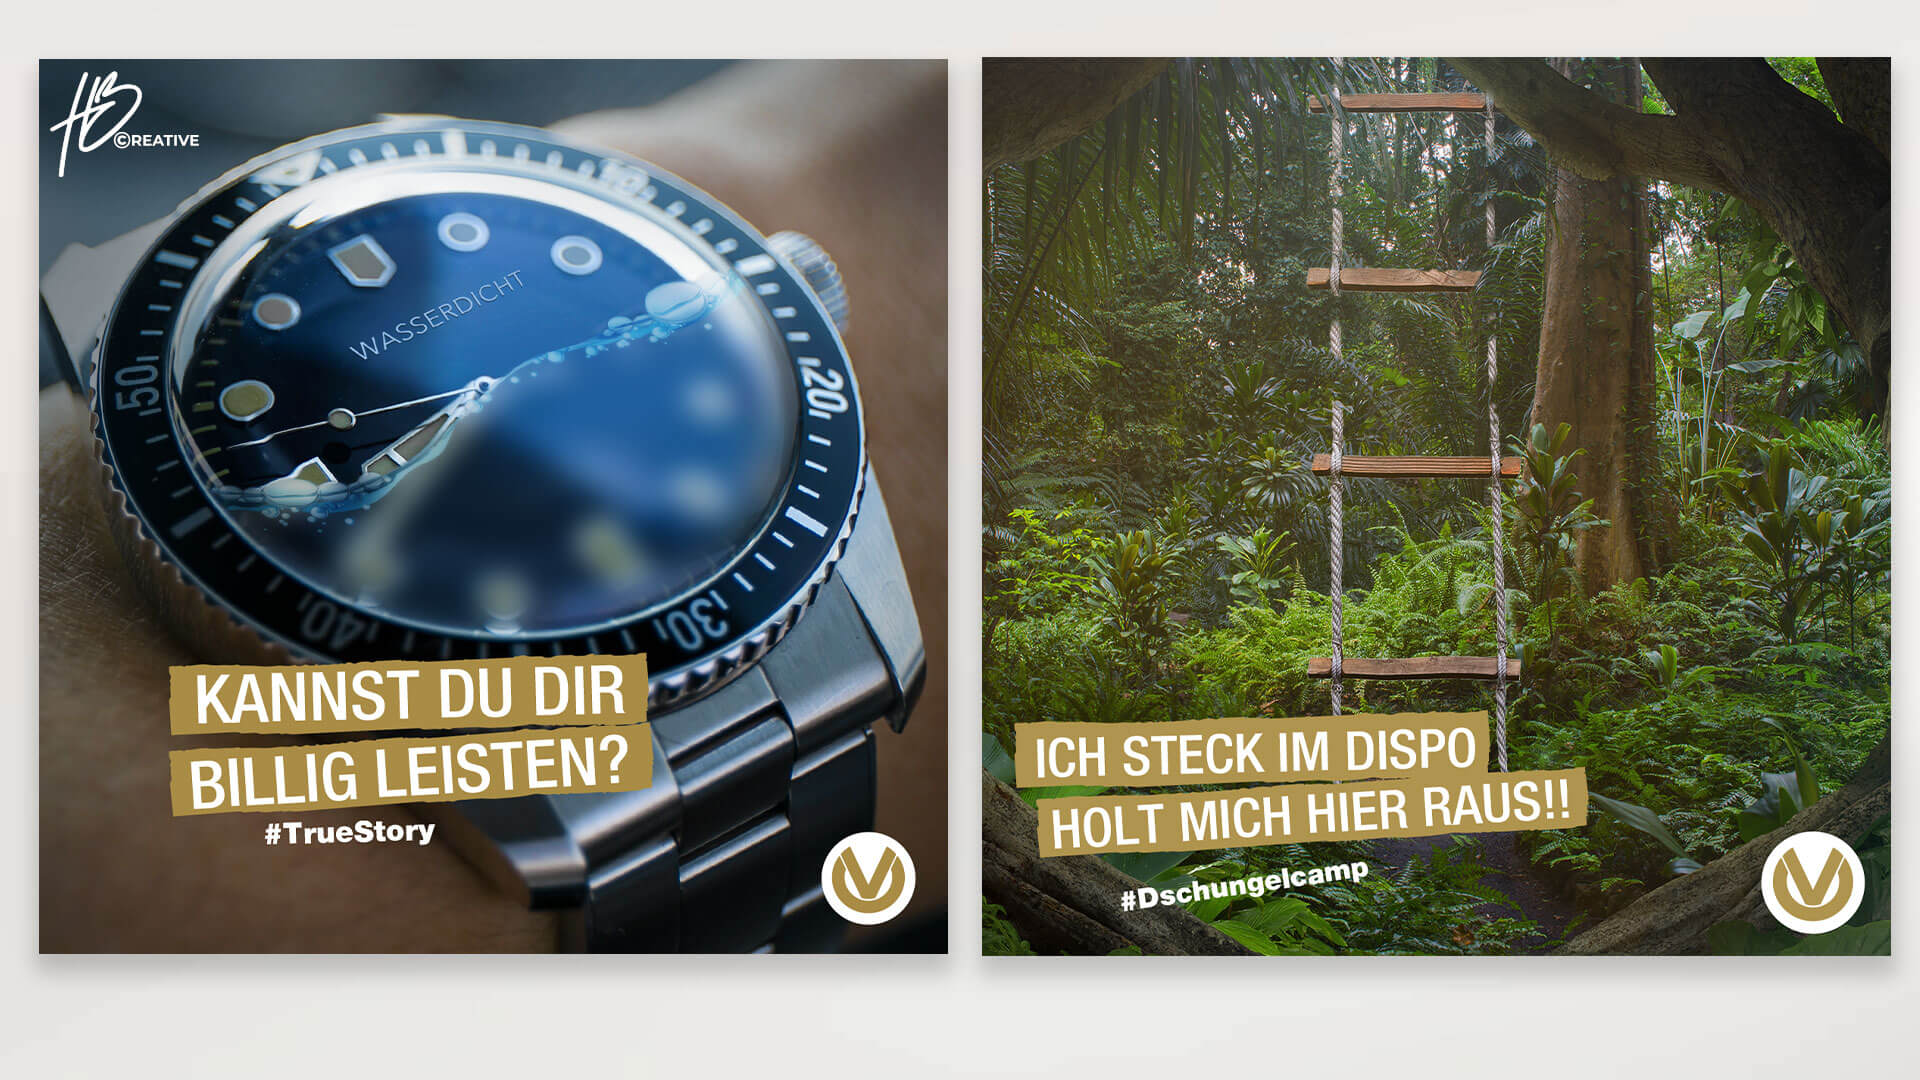 HB
©REATIVE
WASSERDICHT
50
20
40
30
KANNST DU DIR
BILLIG LEISTEN?
#TrueStory
ICH STECK IM DISPO
HOLT MICH HIER RAUS!!
#Dschungelcamp